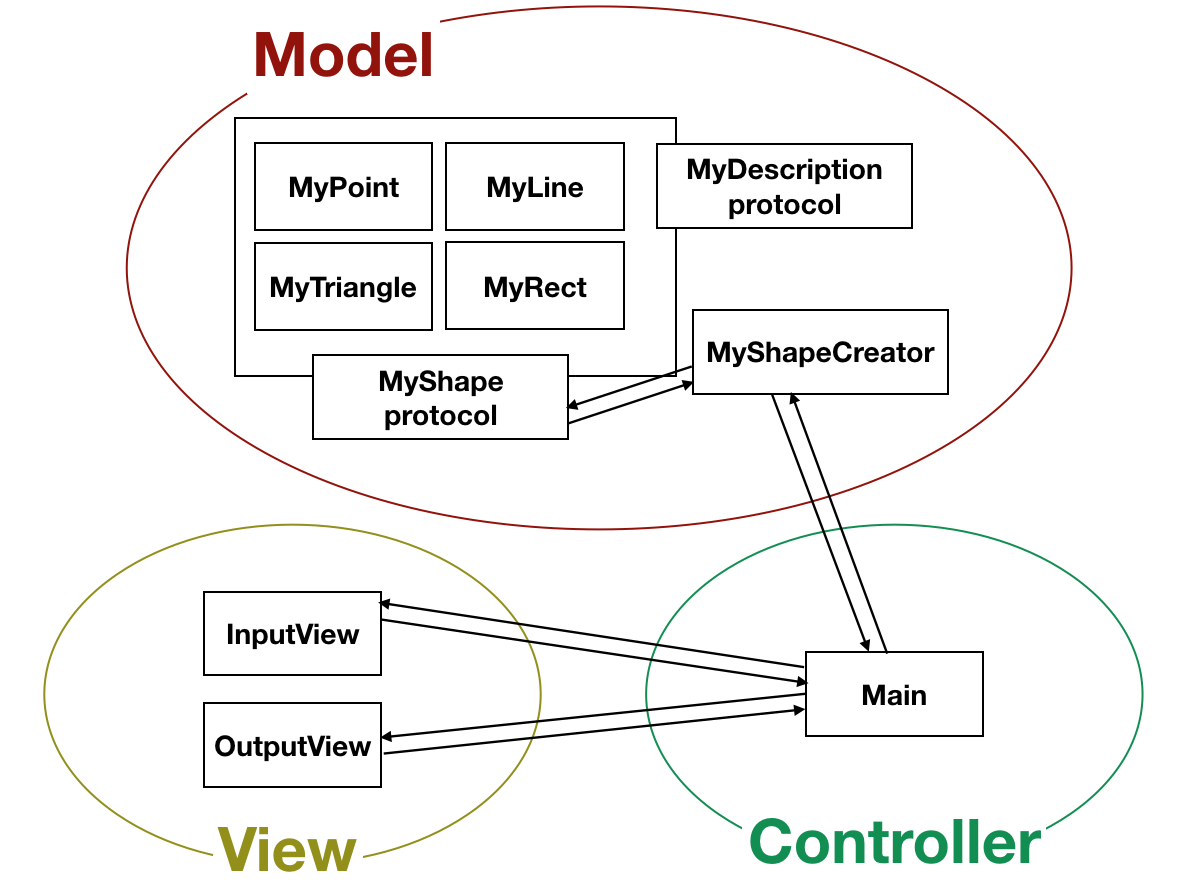 Model
MyPoint
MyLine
MyDescription
protocol
MyTriangle
MyRect
MyShapeCreator
MyShape
protocol
InputView
Main
OutputView
View
Controller